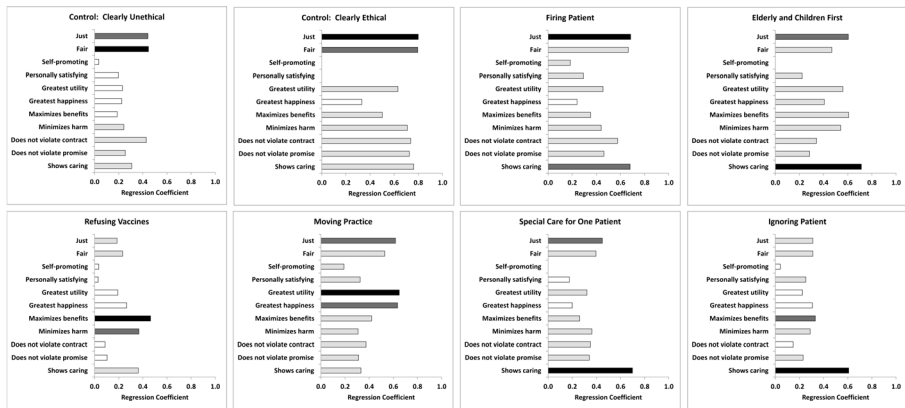 Control: Clearly Unethical
Just
Fair
Self-promoting
Personally satisfying
Greatest utility
Greatest happiness
Maximizes benefits
Minimizes harm
Does not violate contract
Does not violate promise
Shows caring
0.0 0.2 0.4 0.6 0.8 1.0
Regression Coefficient
Control: Clearly Ethical
Just
Fair
Self-promoting
Personally satisfying
Greatest utility
Greatest happiness
Maximizes benefits
Minimizes harm
Does not violate contract
Does not violate promise
Shows caring
0.0 0.2 0.4 0.6 0.8 1.0
Regression Coefficient
Firing Patient
Just
Fair
Self-promoting
Personally satisfying
Greatest utility
Greatest happiness
Maximizes benefits
Minimizes harm
Does not violate contract
Does not violate promise
Shows caring
0.0 0.2 0.4 0.6 0.8 1.0
Regression Coefficient
Elderly and Children First
Just
Fair
Self-promoting
Personally satisfying
Greatest utility
Greatest happiness
Maximizes benefits
Minimizes harm
Does not violate contract
Does not violate promise
Shows caring
0.0 0.2 0.4 0.6 0.8 1.0
Regression Coefficient
Refusing Vaccines
Just
Fair
Self-promoting
Personally satisfying
Greatest utility
Greatest happiness
Maximizes benefits
Minimizes harm
Does not violate contract
Does not violate promise
Shows caring
0.0 0.2 0.4 0.6 0.8 1.0
Regression Coefficient
Moving Practice
Just
Fair
Self-promoting
Personally satisfying
Greatest utility
Greatest happiness
Maximizes benefits
Minimizes harm
Does not violate contract
Does not violate promise
Shows caring
0.0 0.2 0.4 0.6 0.8 1.0
Regression Coefficient
Special Care for One Patient
Just
Fair
Self-promoting
Personally satisfying
Greatest utility
Greatest happiness
Maximizes benefits
Minimizes harm
Does not violate contract
Does not violate promise
Shows caring
0.0 0.2 0.4 0.6 0.8 1.0
Regression Coefficient
Ignoring Patient
Just
Fair
Self-promoting
Personally satisfying
Greatest utility
Greatest happiness
Maximizes benefits
Minimizes harm
Does not violate contract
Does not violate promise
Shows caring
0.0 0.2 0.4 0.6 0.8 1.0
Regression Coefficient